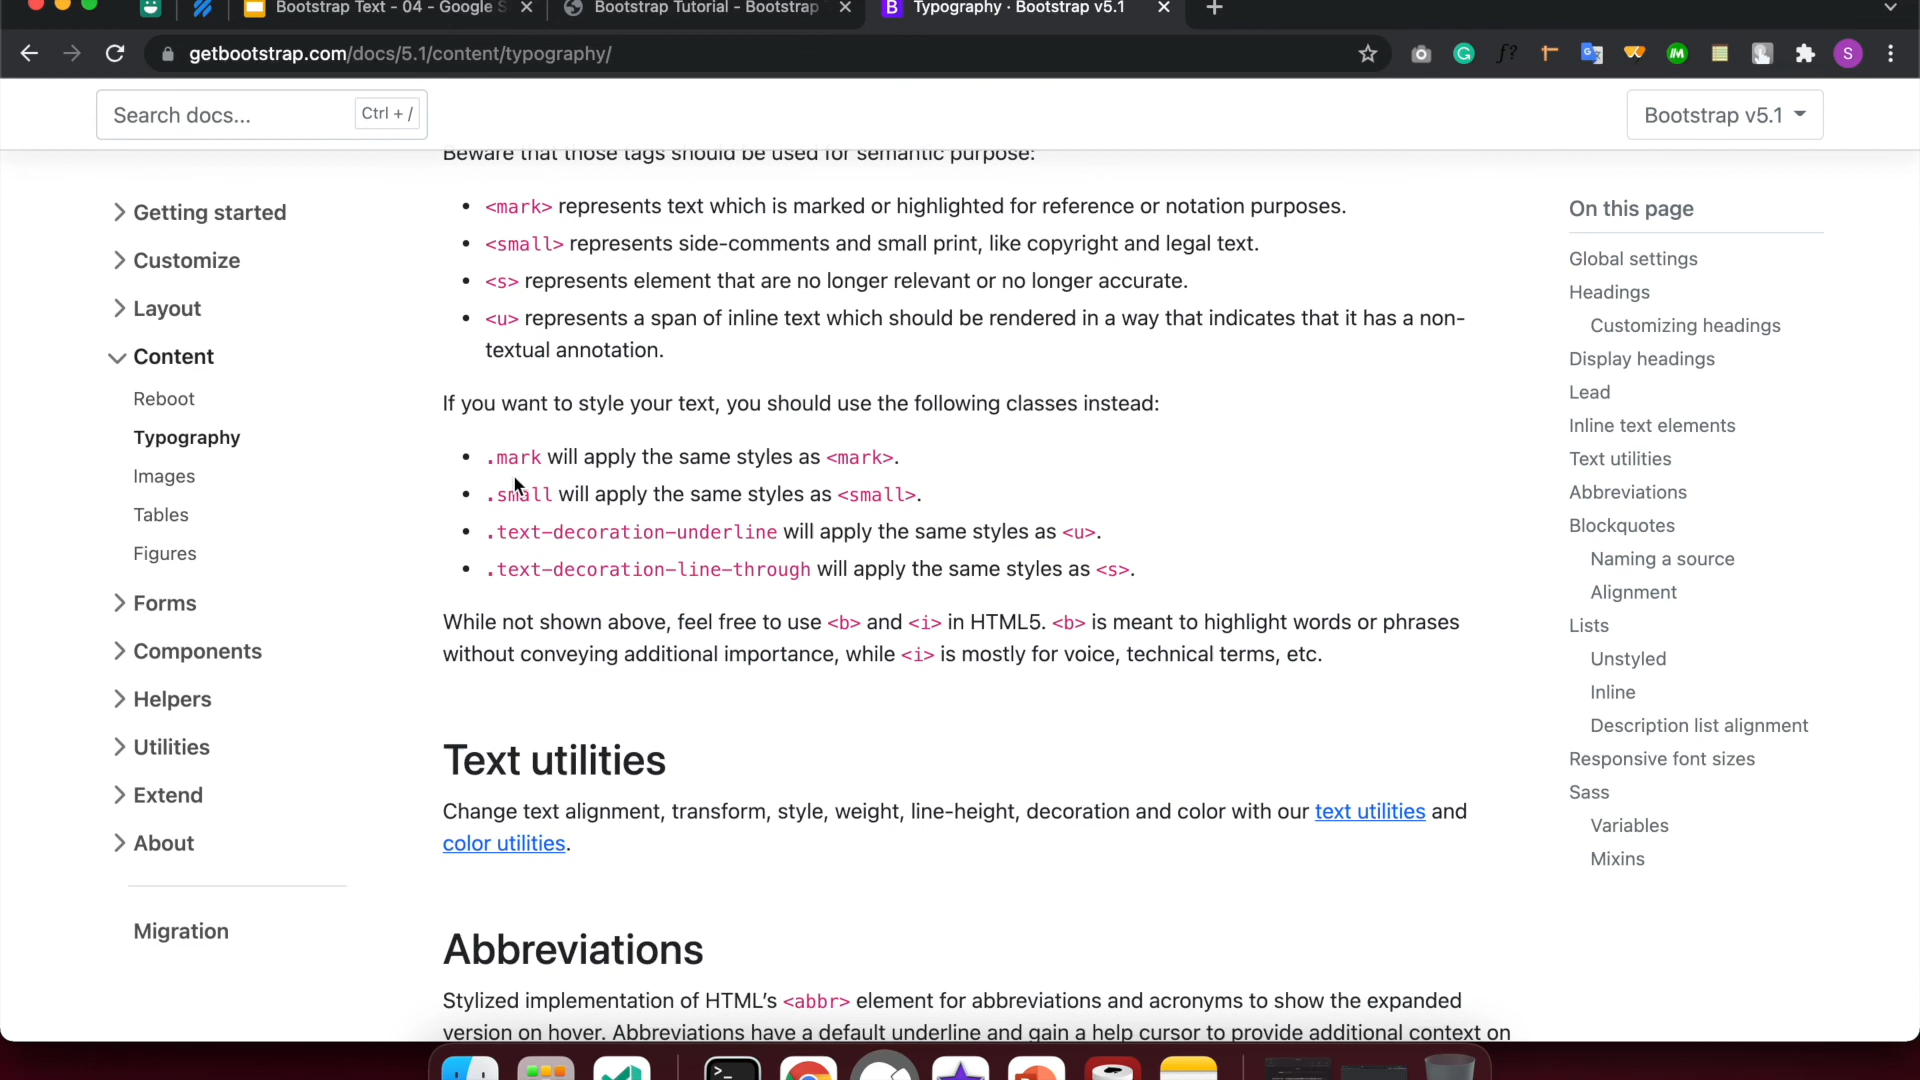 Bootstrap Text - 04 - Google S
Bootstrap Tutorial - Bootstrap
B Typography · Bootstrap v5.1
getbootstrap.com/docs/5.1/content/typography/
S
Search docs...
Ctrl + /
Bootstrap v5.1
Beware that those tags should be used for semantic purpose:
Getting started
Customize
Layout
Content
Reboot
Typography
Images
Tables
Figures
Forms
Components
Helpers
Utilities
Extend
About
Migration
• <mark> represents text which is marked or highlighted for reference or notation purposes.
• <small> represents side-comments and small print, like copyright and legal text.
• <s> represents element that are no longer relevant or no longer accurate.
• <u> represents a span of inline text which should be rendered in a way that indicates that it has a non-
textual annotation.
If you want to style your text, you should use the following classes instead:
• .mark will apply the same styles as <mark>.
• .small will apply the same styles as <small>.
• .text-decoration-underline will apply the same styles as <u>.
• .text-decoration-line-through will apply the same styles as <s>.
While not shown above, feel free to use <b> and <i> in HTML5. <b> is meant to highlight words or phrases
without conveying additional importance, while <i> is mostly for voice, technical terms, etc.
Text utilities
Change text alignment, transform, style, weight, line-height, decoration and color with our text utilities and
color utilities.
Abbreviations
Stylized implementation of HTML's <abbr> element for abbreviations and acronyms to show the expanded
version on hover. Abbreviations have a default underline and gain a help cursor to provide additional context on
On this page
Global settings
Headings
Customizing headings
Display headings
Lead
Inline text elements
Text utilities
Abbreviations
Blockquotes
Naming a source
Alignment
Lists
Unstyled
Inline
Description list alignment
Responsive font sizes
Sass
Variables
Mixins